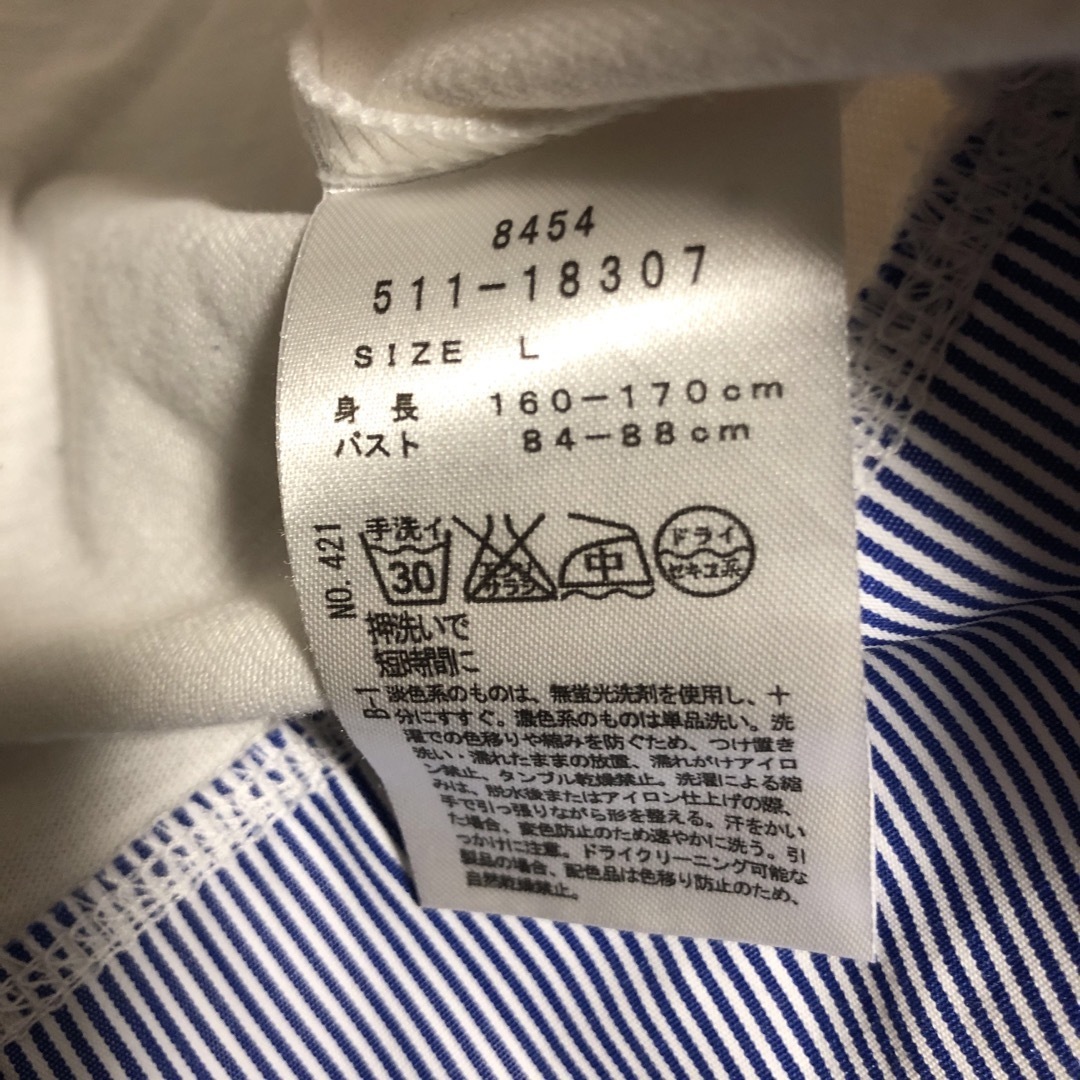 8454
511-18307
SIZE L
身長 160-170cm
バスト 84-88cm
NO.421
手洗イ
30
エンソ
サラシ
中
ドライ
セキユ系
押洗いで
短時間に
B-1
淡色系のものは、無蛍光洗剤を使用し、十
分にすすぐ。濃色系のものは単品洗い。洗
濯での色移りや縮みを防ぐため、つけ置き
洗い・濡れたままの放置、濡れがけアイロ
ン禁止、タンブル乾燥禁止。洗濯による縮
みは、脱水後またはアイロン仕上げの際、
手で引っ張りながら形を整える。汗をかい
た場合、変色防止のため速やかに洗う。引
っかけに注意。ドライクリーニング可能な
製品の場合、配色品は色移り防止のため、
自然乾燥禁止。